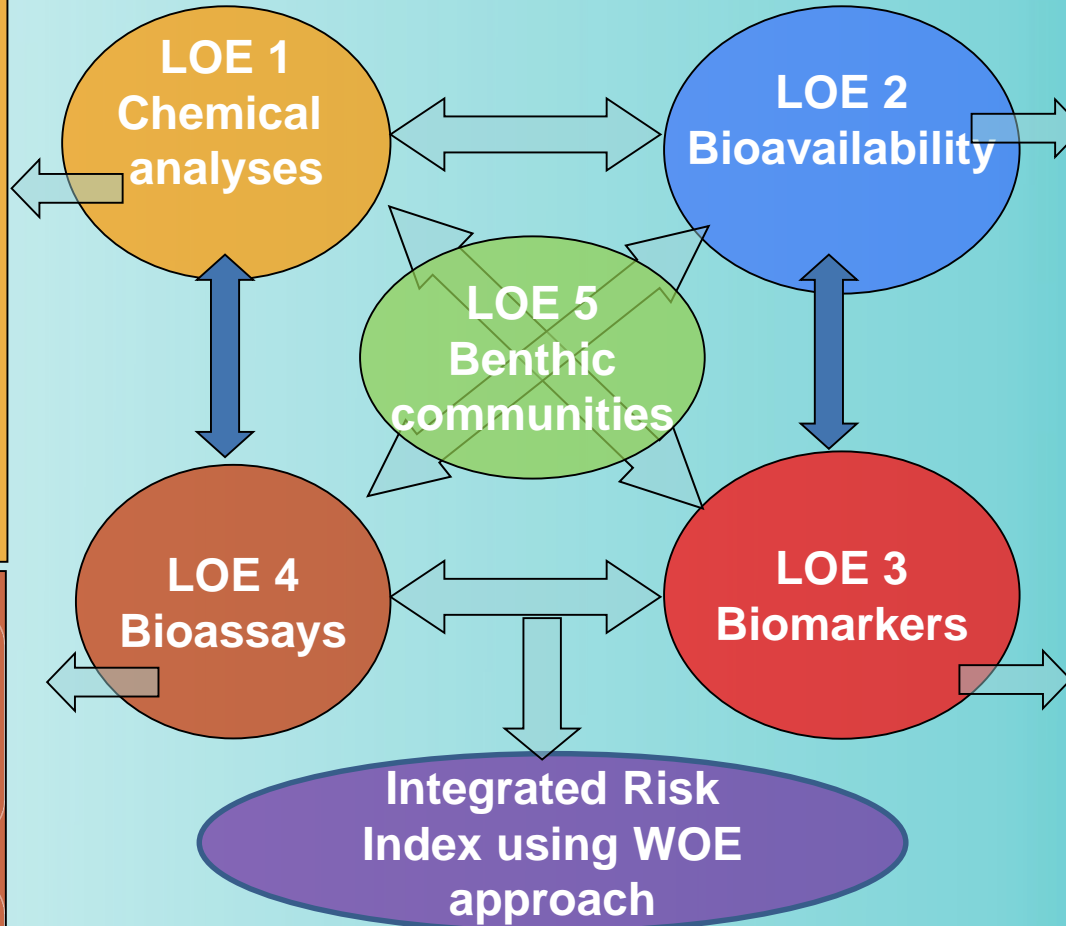 LOE 1
Chemical
analyses
LOE 2
Bioavailability
LOE 5
Benthic
communities
LOE 4
Bioassays
LOE 3
Biomarkers
Integrated Risk
Index using WOE
approach